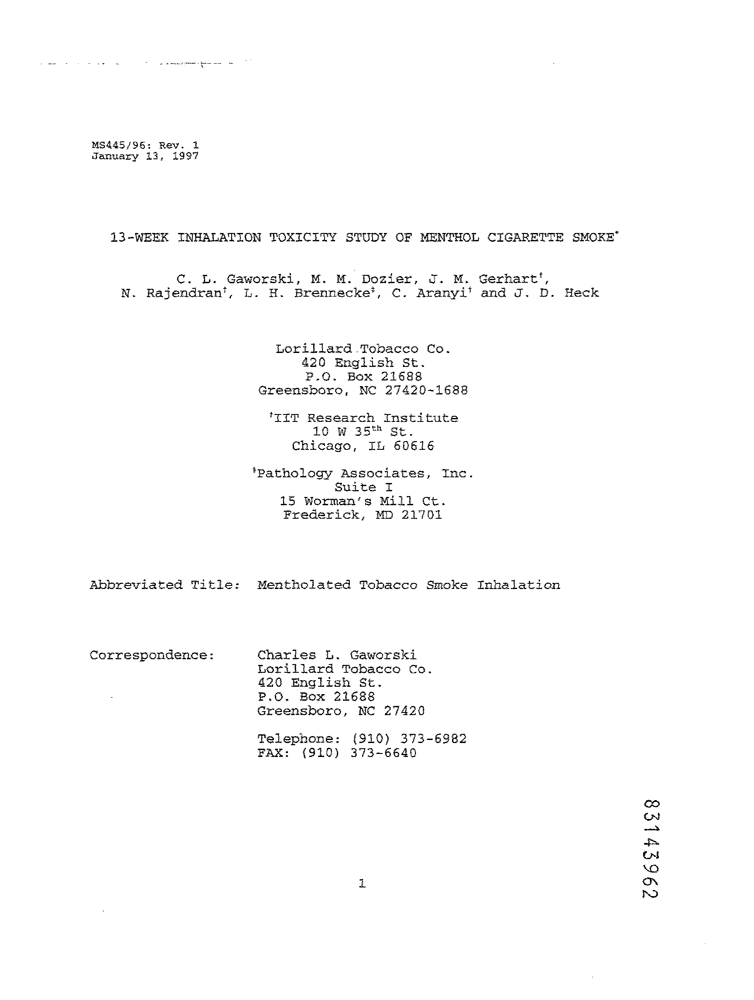 MS445/96: Rev. 1
January 13, 1997
13-WEEK INHALATION TOXICITY STUDY OF MENTHOL CIGARETTE SMOKE*
C. L. Gaworski, M. M. Dozier, J. M. Gerhart†,
N. Rajendran†, L. H. Brennecke‡, C. Aranyi† and J. D. Heck
Lorillard Tobacco Co.
420 English St.
P.O. Box 21688
Greensboro, NC 27420-1688
†IIT Research Institute
10 W 35th St.
Chicago, IL 60616
‡Pathology Associates, Inc.
Suite I
15 Worman's Mill Ct.
Frederick, MD 21701
Abbreviated Title: Mentholated Tobacco Smoke Inhalation
Correspondence: Charles L. Gaworski
Lorillard Tobacco Co.
420 English St.
P.O. Box 21688
Greensboro, NC 27420
Telephone: (910) 373-6982
FAX: (910) 373-6640
1
83143962